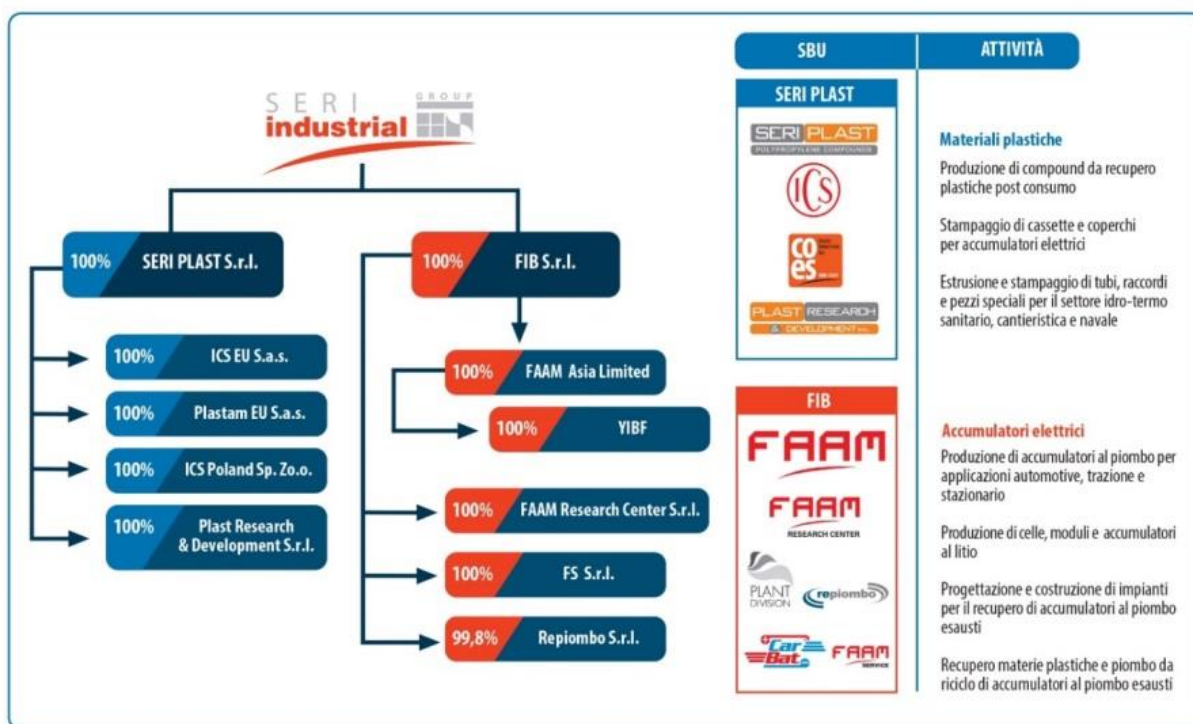 SERI
industrial
GROUP
100% SERI PLAST S.r.l.
100% FIB S.r.l.
100% ICS EU S.a.s.
100% Plastam EU S.a.s.
100% ICS Poland Sp. Zo.o.
100% Plast Research
& Development S.r.l.
100% FAAM Asia Limited
100% YIBF
100% FAAM Research Center S.r.l.
100% FS S.r.l.
99,8% Repiombo S.r.l.
SBU
ATTIVITÀ
SERI PLAST
SERI PLAST
POLYPROPYLENE COMPOUNDS
ICS
co
es
PLAST RESEARCH
& DEVELOPMENT
Materiali plastiche
Produzione di compound da recupero
plastiche post consumo
Stampaggio di cassette e coperchi
per accumulatori elettrici
Estrusione e stampaggio di tubi, raccordi
e pezzi speciali per il settore idro-termo
sanitario, cantieristica e navale
FIB
FAAM
FAAM
RESEARCH CENTER
PLANT
DIVISION
repiombo
Car
Bat
FAAM
SERVICE
Accumulatori elettrici
Produzione di accumulatori al piombo per
applicazioni automotive, trazione e
stazionario
Produzione di celle, moduli e accumulatori
al litio
Progettazione e costruzione di impianti
per il recupero di accumulatori al piombo
esausti
Recupero materie plastiche e piombo da
riciclo di accumulatori al piombo esausti